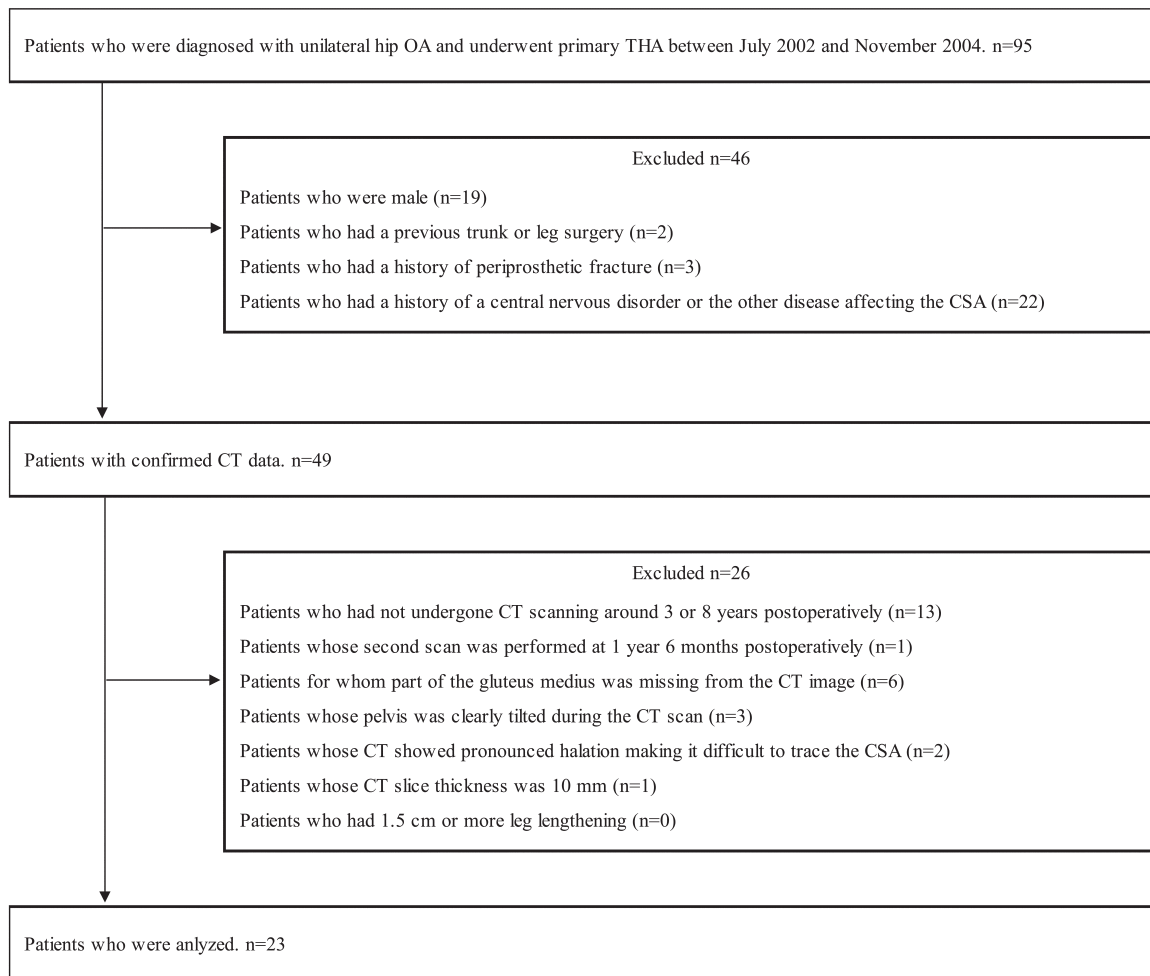 Patients who were diagnosed with unilateral hip OA and underwent primary THA between July 2002 and November 2004. n=95
Excluded n=46
Patients who were male (n=19)
Patients who had a previous trunk or leg surgery (n=2)
Patients who had a history of periprosthetic fracture (n=3)
Patients who had a history of a central nervous disorder or the other disease affecting the CSA (n=22)
Patients with confirmed CT data. n=49
Excluded n=26
Patients who had not undergone CT scanning around 3 or 8 years postoperatively (n=13)
Patients whose second scan was performed at 1 year 6 months postoperatively (n=1)
Patients for whom part of the gluteus medius was missing from the CT image (n=6)
Patients whose pelvis was clearly tilted during the CT scan (n=3)
Patients whose CT showed pronounced halation making it difficult to trace the CSA (n=2)
Patients whose CT slice thickness was 10 mm (n=1)
Patients who had 1.5 cm or more leg lengthening (n=0)
Patients who were anlyzed. n=23